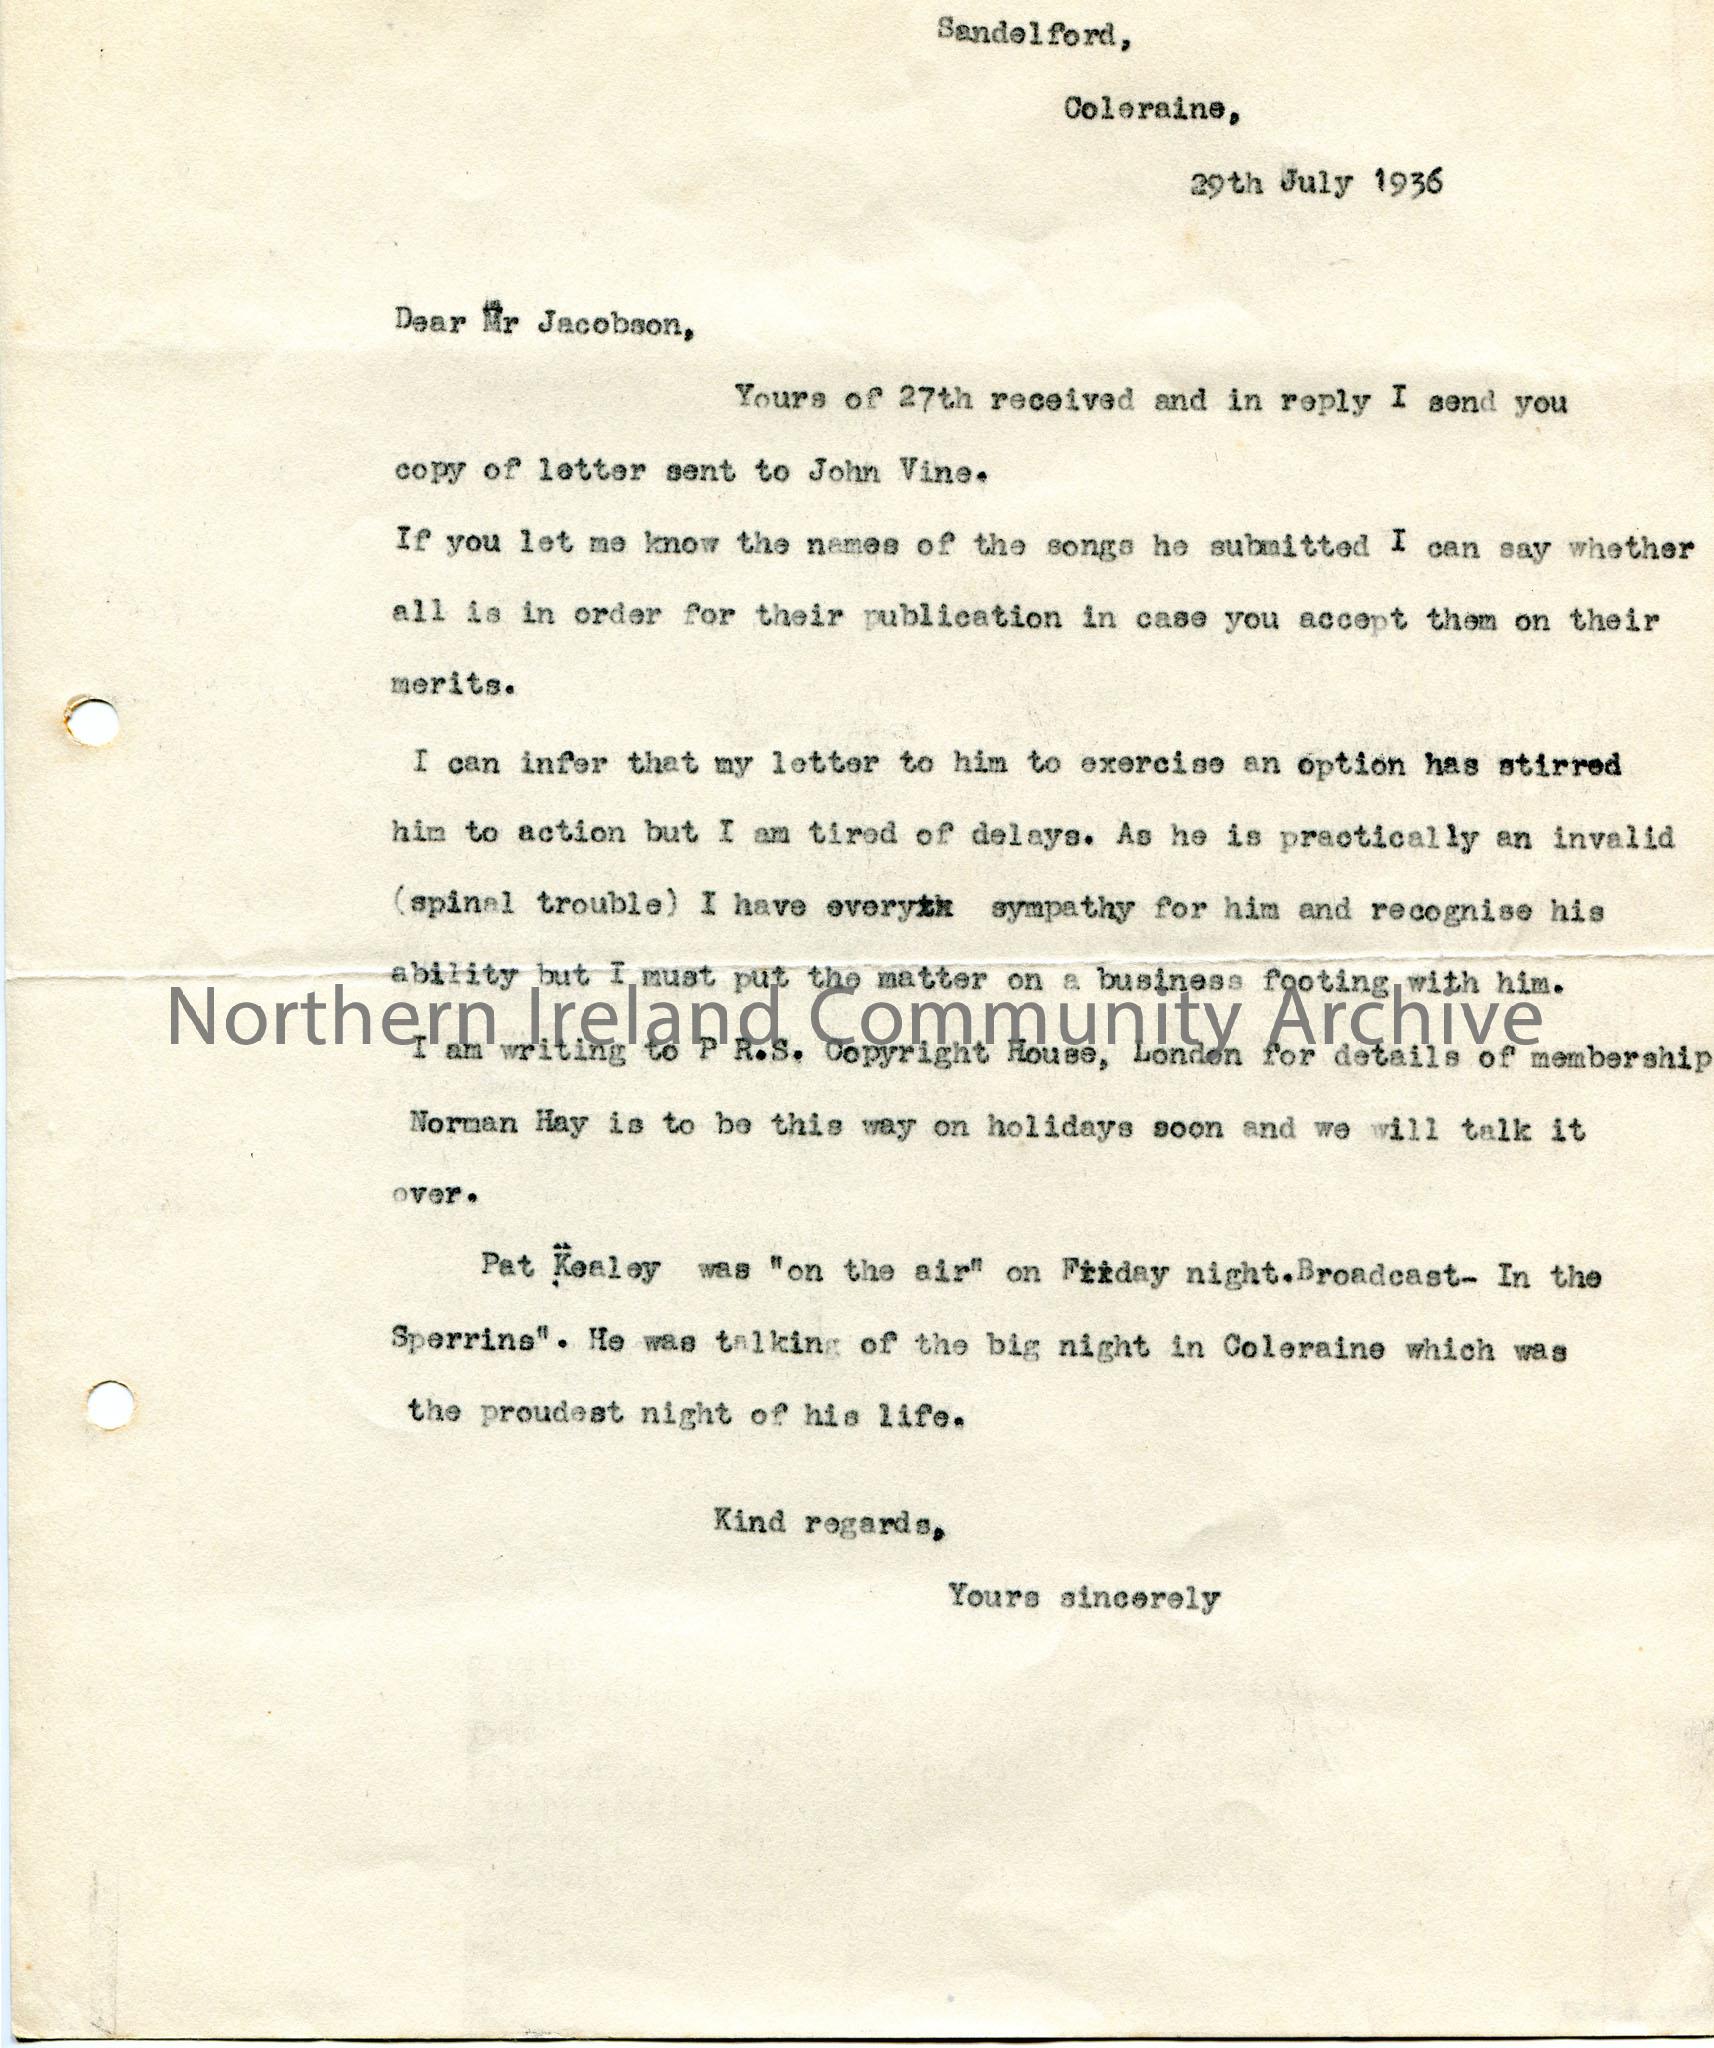 Sandelford,
Coleraine,
29th July 1936
Dear Mr Jacobson,
Yours of 27th received and in reply I send you
copy of letter sent to John Vine.
If you let me know the names of the songs he submitted I can say whether
all is in order for their publication in case you accept them on their
merits.
I can infer that my letter to him to exercise an option has stirred
him to action but I am tired of delays. As he is practically an invalid
(spinal trouble) I have every sympathy for him and recognise his
ability but I must put the matter on a business footing with him.
Northern Ireland Community Archive
I am writing to P R.S. Copyright House, London for details of membership
Norman Hay is to be this way on holidays soon and we will talk it
over.
Pat Kealey was "on the air" on Friday night.Broadcast- In the
Sperrins". He was talking of the big night in Coleraine which was
the proudest night of his life.
Kind regards,
Yours sincerely